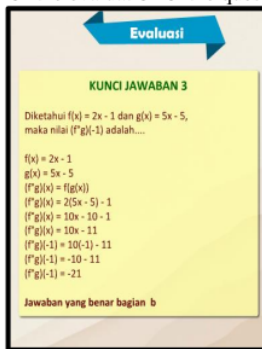 Evaluasi
KUNCI JAWABAN 3
Diketahui f(x) = 2x - 1 dan g(x) = 5x - 5,
maka nilai (f°g)(-1) adalah....
f(x) = 2x - 1
g(x) = 5x - 5
(f°g)(x) = f(g(x))
(f°g)(x) = 2(5x - 5) - 1
(f°g)(x) = 10x - 10 - 1
(f°g)(x) = 10x - 11
(f°g)(-1) = 10(-1) - 11
(f°g)(-1) = -10 - 11
(f°g)(-1) = -21
Jawaban yang benar bagian b